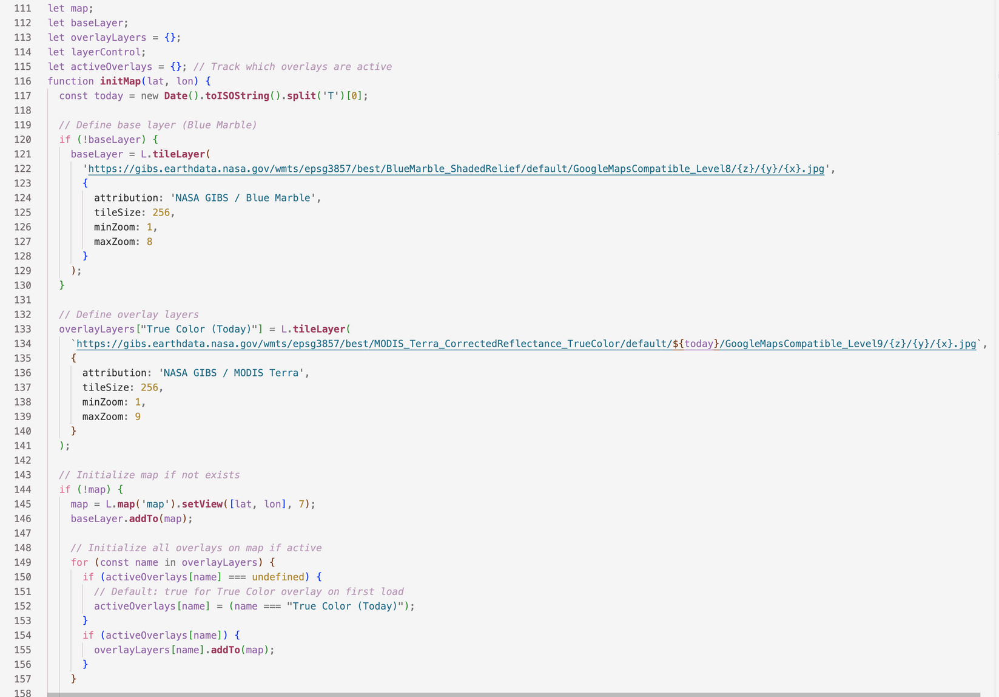 111 let map;
112 let baseLayer;
113 let overlayLayers = {};
114 let layerControl;
115 let activeOverlays = {}; // Track which overlays are active
116 function initMap(lat, lon) {
117   const today = new Date().toISOString().split('T')[0];
118
119   // Define base layer (Blue Marble)
120   if (!baseLayer) {
121     baseLayer = L.tileLayer(
122       'https://gibs.earthdata.nasa.gov/wmts/epsg3857/best/BlueMarble_ShadedRelief/default/GoogleMapsCompatible_Level8/{z}/{y}/{x}.jpg',
123       {
124         attribution: 'NASA GIBS / Blue Marble',
125         tileSize: 256,
126         minZoom: 1,
127         maxZoom: 8
128       }
129     );
130   }
131
132   // Define overlay layers
133   overlayLayers["True Color (Today)"] = L.tileLayer(
134     `https://gibs.earthdata.nasa.gov/wmts/epsg3857/best/MODIS_Terra_CorrectedReflectance_TrueColor/default/${today}/GoogleMapsCompatible_Level9/{z}/{y}/{x}.jpg`,
135     {
136       attribution: 'NASA GIBS / MODIS Terra',
137       tileSize: 256,
138       minZoom: 1,
139       maxZoom: 9
140     }
141   );
142
143   // Initialize map if not exists
144   if (!map) {
145     map = L.map('map').setView([lat, lon], 7);
146     baseLayer.addTo(map);
147
148     // Initialize all overlays on map if active
149     for (const name in overlayLayers) {
150       if (activeOverlays[name] === undefined) {
151         // Default: true for True Color overlay on first load
152         activeOverlays[name] = (name === "True Color (Today)");
153       }
154       if (activeOverlays[name]) {
155         overlayLayers[name].addTo(map);
156       }
157     }
158